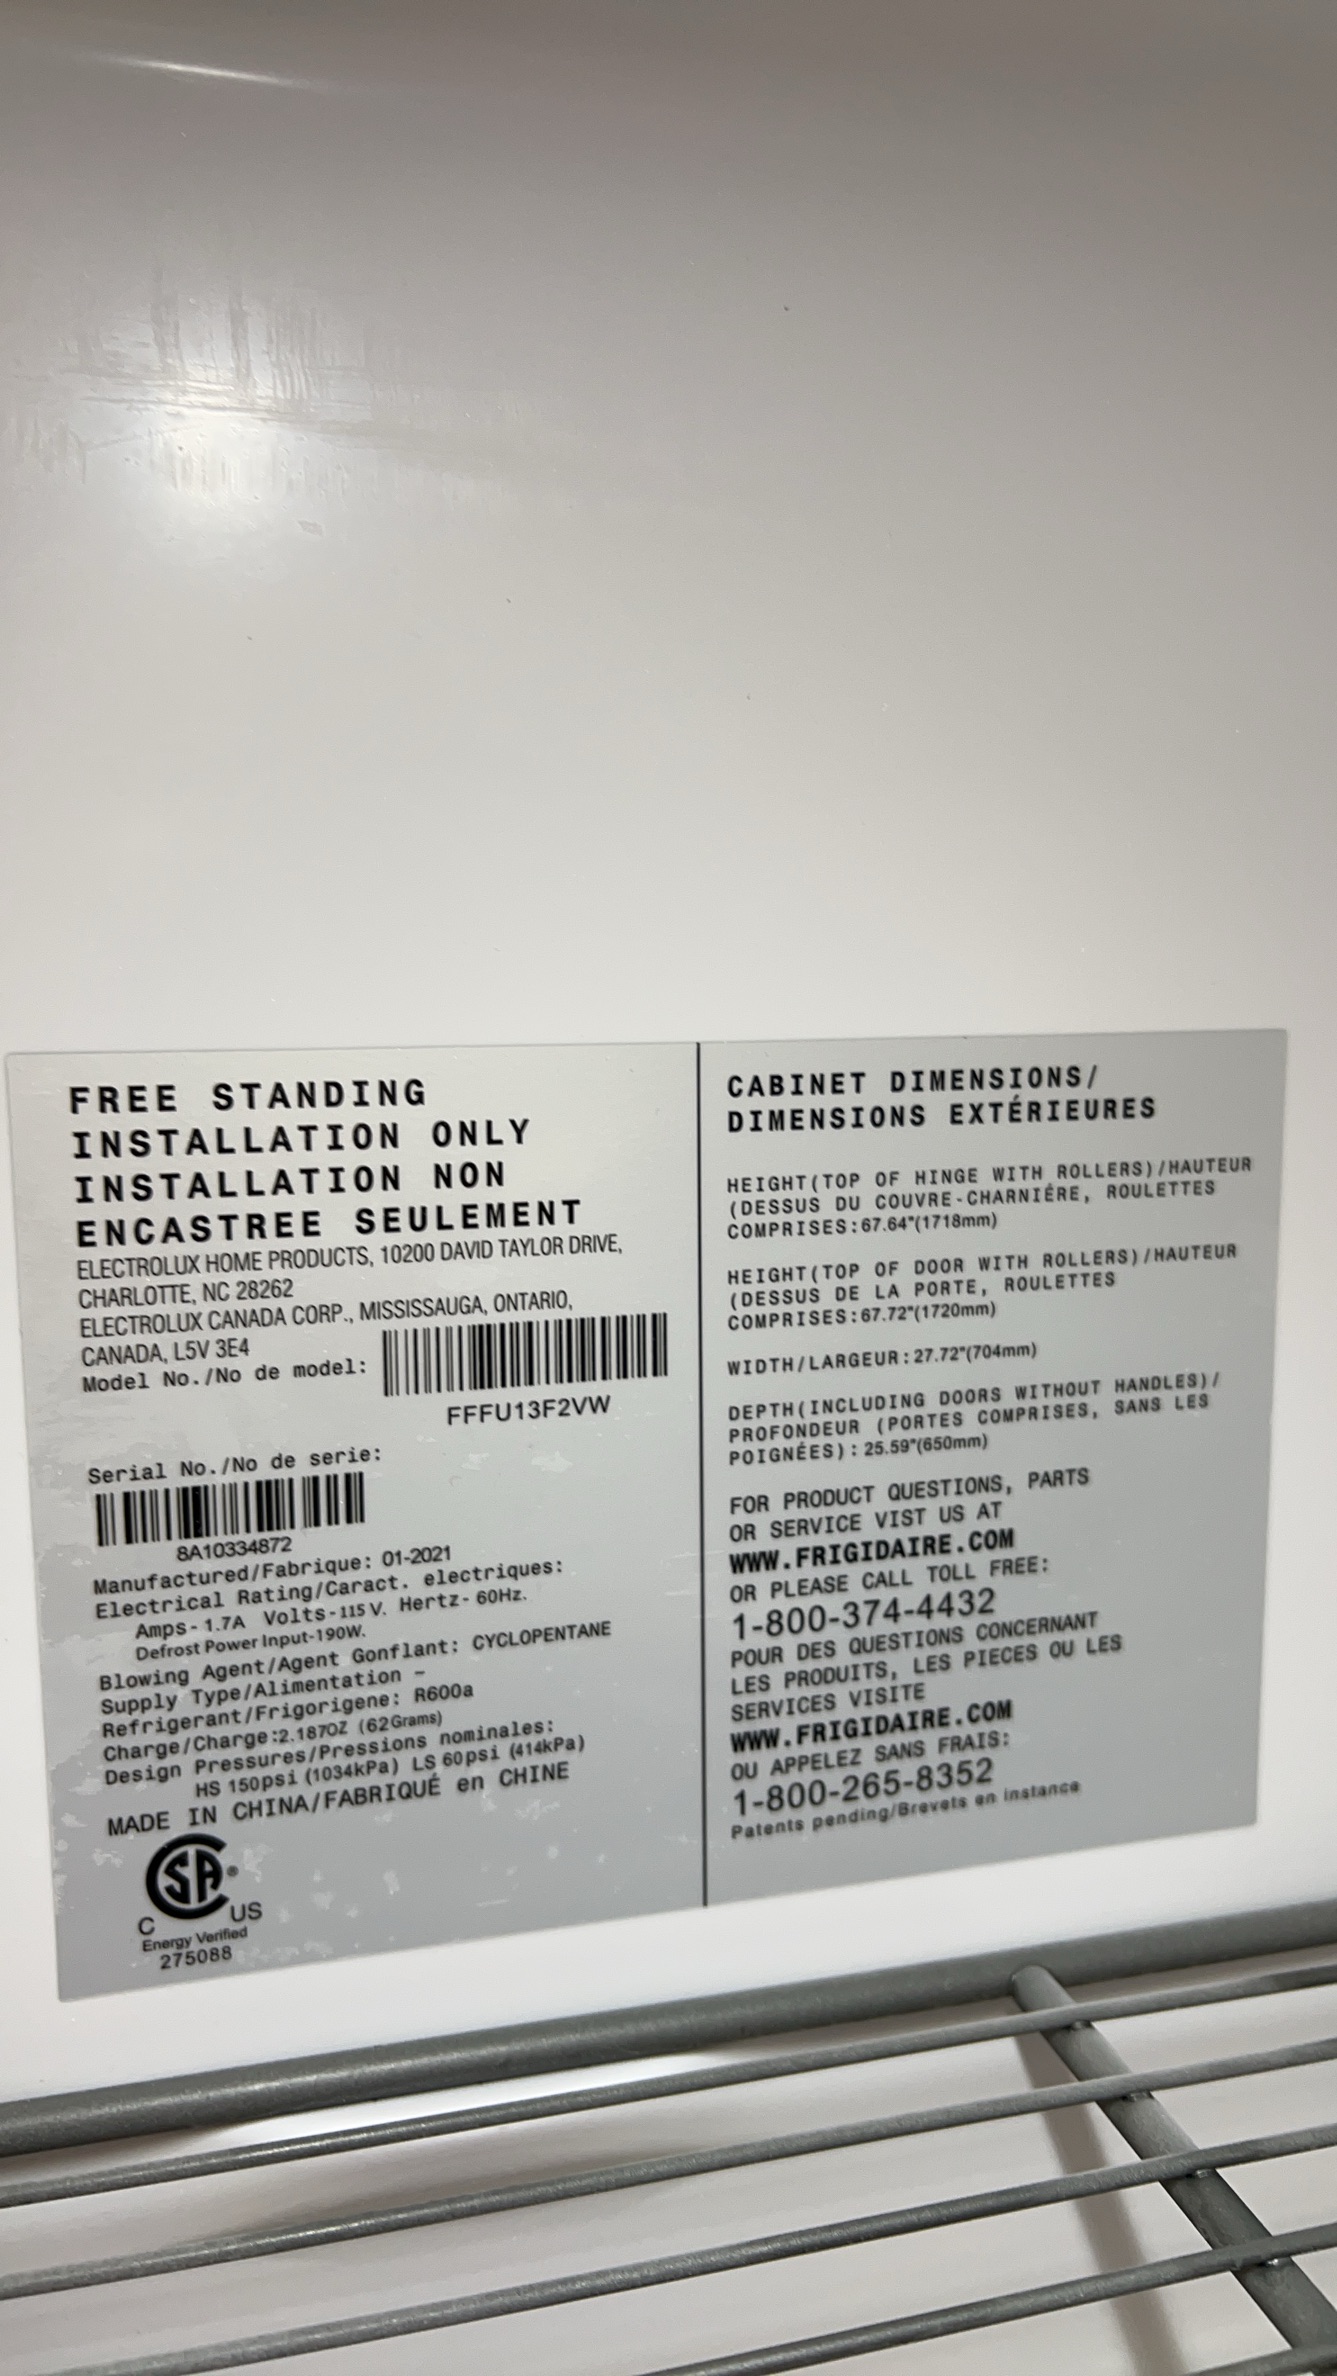 FREE STANDING
INSTALLATION ONLY
INSTALLATION NON
ENCASTREE SEULEMENT
ELECTROLUX HOME PRODUCTS, 10200 DAVID TAYLOR DRIVE,
CHARLOTTE, NC 28262
ELECTROLUX CANADA CORP., MISSISSAUGA, ONTARIO,
CANADA, L5V 3E4
Model No./No de model:
FFFU13F2VW
Serial No./No de serie:
8A10334872
Manufactured/Fabrique: 01-2021
Electrical Rating/Caract. electriques:
Amps- 1.7A Volts-115 V. Hertz- 60Hz.
Defrost Power Input-190W.
Blowing Agent/Agent Gonflant: CYCLOPENTANE
Supply Type/Alimentation -
Refrigerant/Frigorigene: R600a
Charge/Charge:2.187OZ (62Grams)
Design Pressures/Pressions nominales:
HS 150psi (1034kPa) LS 60psi (414kPa)
MADE IN CHINA/FABRIQUÉ en CHINE
CSA®
C US
Energy Verified
275088
CABINET DIMENSIONS/
DIMENSIONS EXTÉRIEURES
HEIGHT(TOP OF HINGE WITH ROLLERS)/HAUTEUR
(DESSUS DU COUVRE-CHARNIÉRE, ROULETTES
COMPRISES:67.64"(1718mm)
HEIGHT(TOP OF DOOR WITH ROLLERS)/HAUTEUR
(DESSUS DE LA PORTE, ROULETTES
COMPRISES:67.72"(1720mm)
WIDTH/LARGEUR:27.72"(704mm)
DEPTH(INCLUDING DOORS WITHOUT HANDLES)/
PROFONDEUR (PORTES COMPRISES, SANS LES
POIGNÉES): 25.59"(650mm)
FOR PRODUCT QUESTIONS, PARTS
OR SERVICE VIST US AT
WWW.FRIGIDAIRE.COM
OR PLEASE CALL TOLL FREE:
1-800-374-4432
POUR DES QUESTIONS CONCERNANT
LES PRODUITS, LES PIECES OU LES
SERVICES VISITE
WWW.FRIGIDAIRE.COM
OU APPELEZ SANS FRAIS:
1-800-265-8352
Patents pending/Brevets en instance